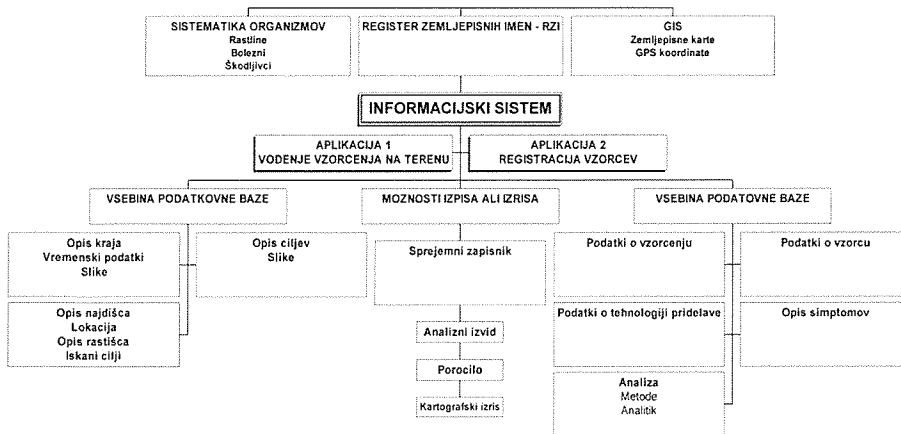 SISTEMATIKA ORGANIZMOV
Rastline
Bolezni
Škodljivci
REGISTER ZEMLJEPISNIH IMEN - RZI
GIS
Zemljepisne karte
GPS koordinate
INFORMACIJSKI SISTEM
APLIKACIJA 1
VODENJE VZORCENJA NA TERENU
APLIKACIJA 2
REGISTRACIJA VZORCEV
VSEBINA PODATKOVNE BAZE
MOZNOSTI IZPISA ALI IZRISA
VSEBINA PODATOVNE BAZE
Opis kraja
Vremenski podatki
Slike
Opis ciljev
Slike
Opis najdišca
Lokacija
Opis rastišca
Iskani cilji
Sprejemni zapisnik
Analizni izvid
Porocilo
Kartografski izris
Podatki o vzorcenju
Podatki o vzorcu
Podatki o tehnologiji pridelave
Opis simptomov
Analiza
Metode
Analitik